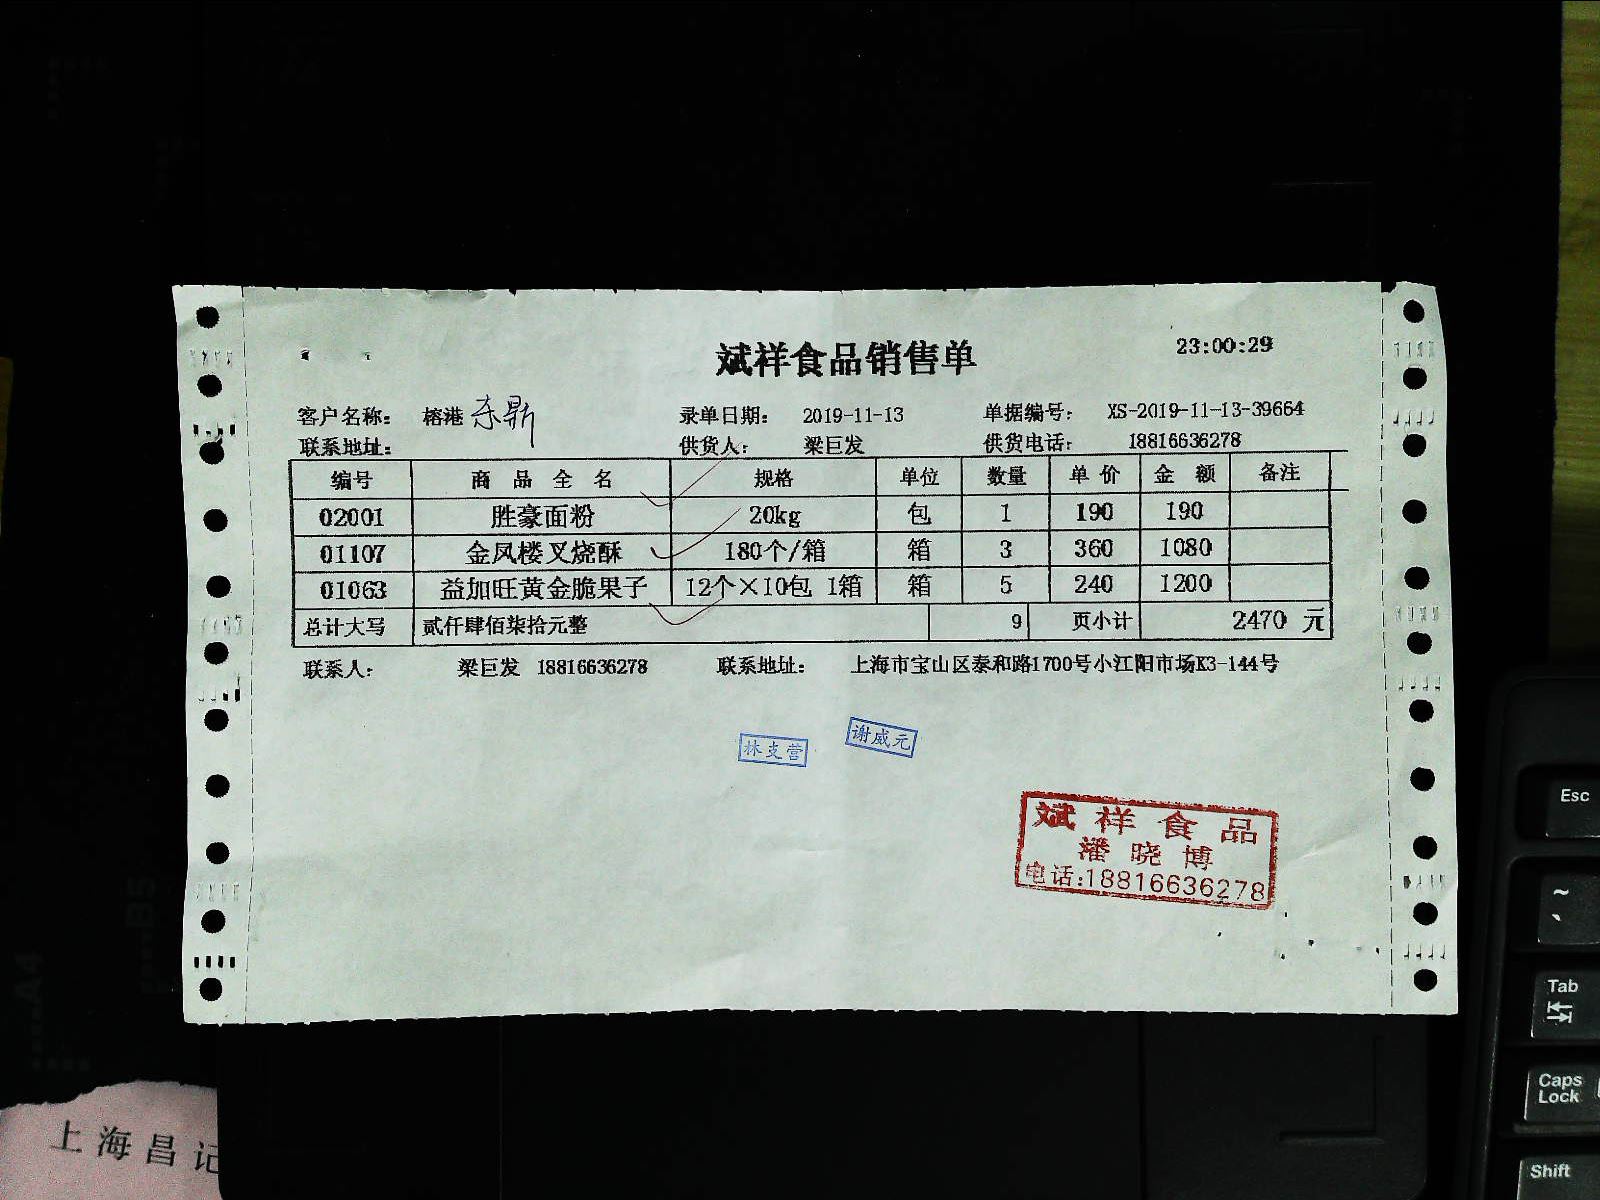 斌祥食品销售单
23:00:29
客户名称： 榕港 东鼎 录单日期： 2019-11-13 单据编号： XS-2019-11-13-39664
联系地址： 供货人： 梁巨发 供货电话： 18816636278
编号 商品全名 规格 单位 数量 单价 金额 备注
02001 胜豪面粉 20kg 包 1 190 190
01107 金凤楼叉烧酥 180个/箱 箱 3 360 1080
01063 益加旺黄金脆果子 12个×10包 1箱 箱 5 240 1200
总计大写 贰仟肆佰柒拾元整 9 页小计 2470 元
联系人： 梁巨发 18816636278 联系地址： 上海市宝山区泰和路1700号小江阳市场K3-144号
林支营
谢威元
斌祥食品
潘晓博
电话:18816636278
Esc
~
Tab
Caps Lock
Shift
上海昌记